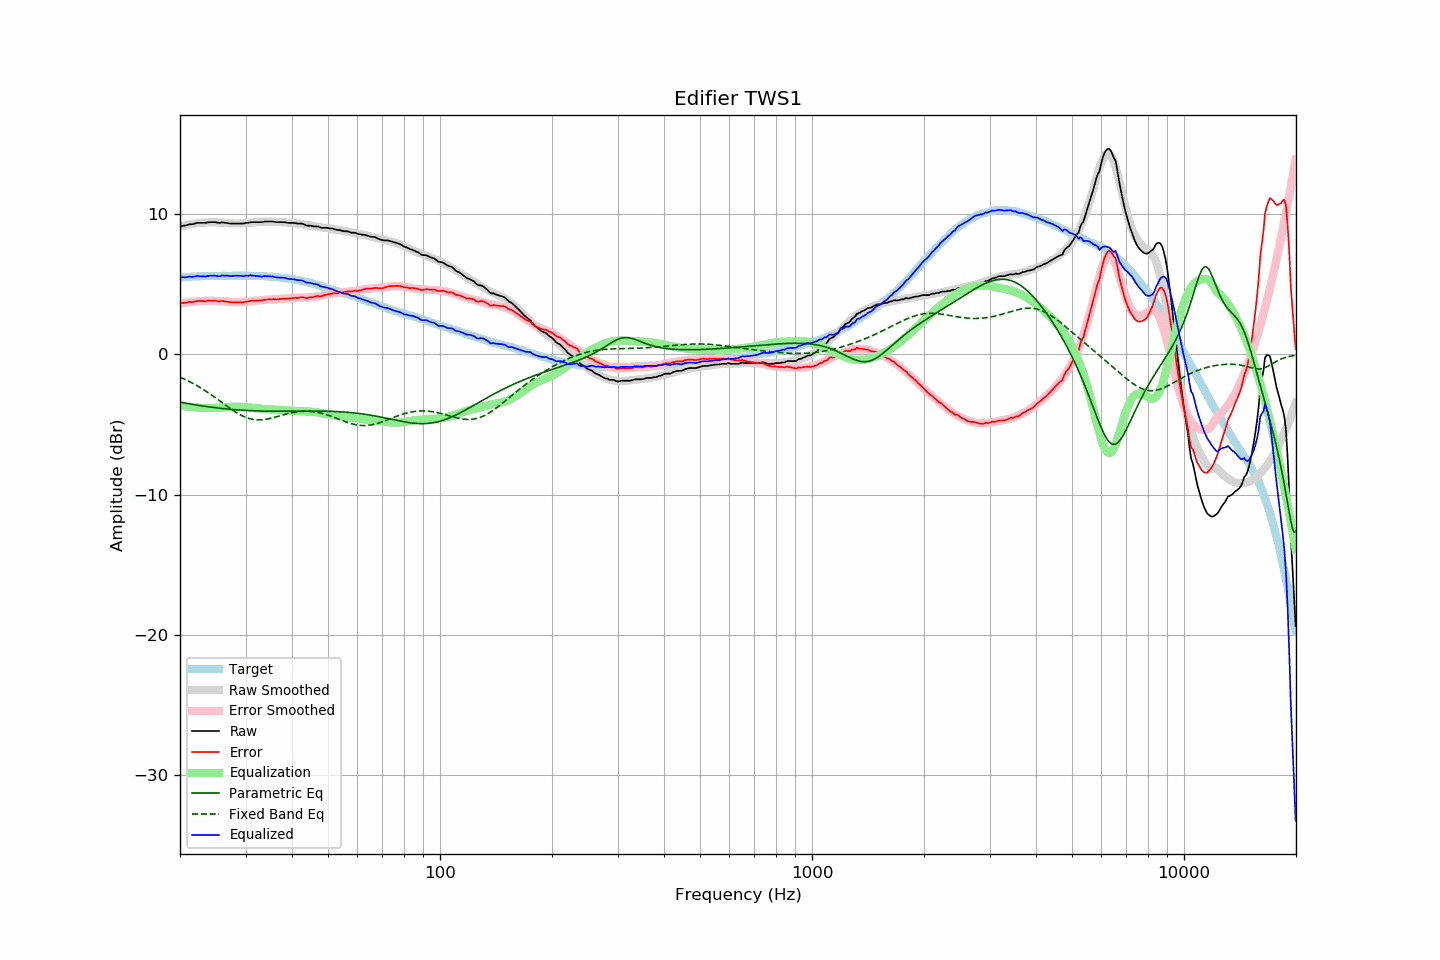 Edifier TWS1
Amplitude (dBr)
10
0
−10
−20
−30
Target
Raw Smoothed
Error Smoothed
Raw
Error
Equalization
Parametric Eq
Fixed Band Eq
Equalized
100
1000
10000
Frequency (Hz)